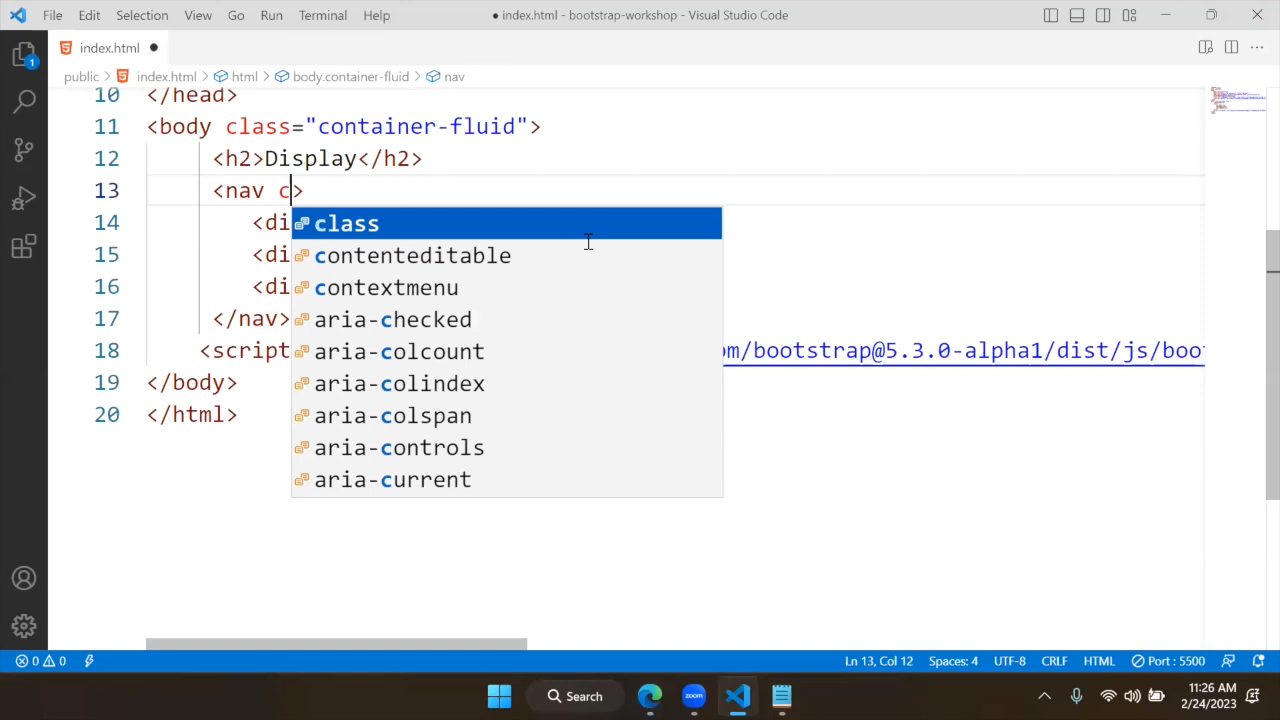 File Edit Selection View Go Run Terminal Help
● index.html - bootstrap-workshop - Visual Studio Code
index.html ●
public > index.html > html > body.container-fluid > nav
10 </head>
11 <body class="container-fluid">
12 <h2>Display</h2>
13 <nav c>
14 <di
15 <di
16 <di
17 </nav>
18 <script
om/bootstrap@5.3.0-alpha1/dist/js/boo
19 </body>
20 </html>
class
contenteditable
contextmenu
aria-checked
aria-colcount
aria-colindex
aria-colspan
aria-controls
aria-current
1
0 0
Ln 13, Col 12 Spaces: 4 UTF-8 CRLF HTML Port : 5500
Search
zoom
11:26 AM
2/24/2023